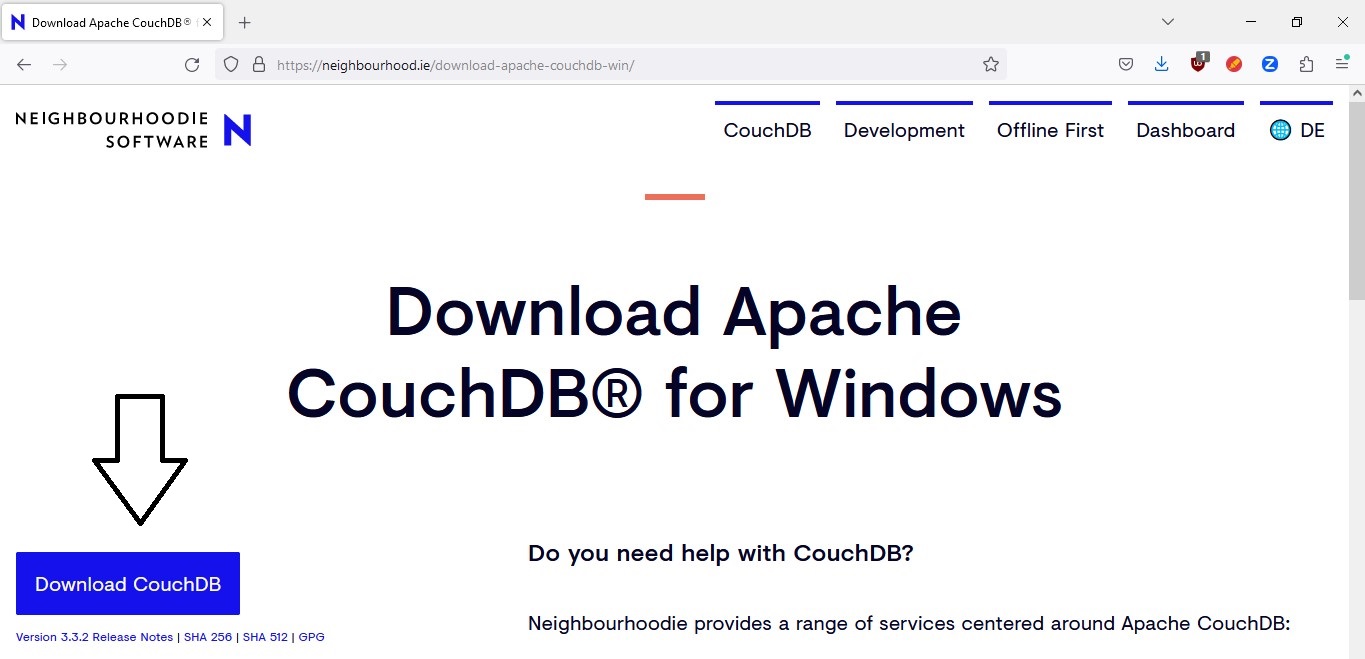 Download Apache CouchDB®
https://neighbourhood.ie/download-apache-couchdb-win/
1
NEIGHBOURHOODIE
SOFTWARE
CouchDB Development Offline First Dashboard DE
Download Apache
CouchDB® for Windows
Do you need help with CouchDB?
Download CouchDB
Neighbourhoodie provides a range of services centered around Apache CouchDB:
Version 3.3.2 Release Notes | SHA 256 | SHA 512 | GPG